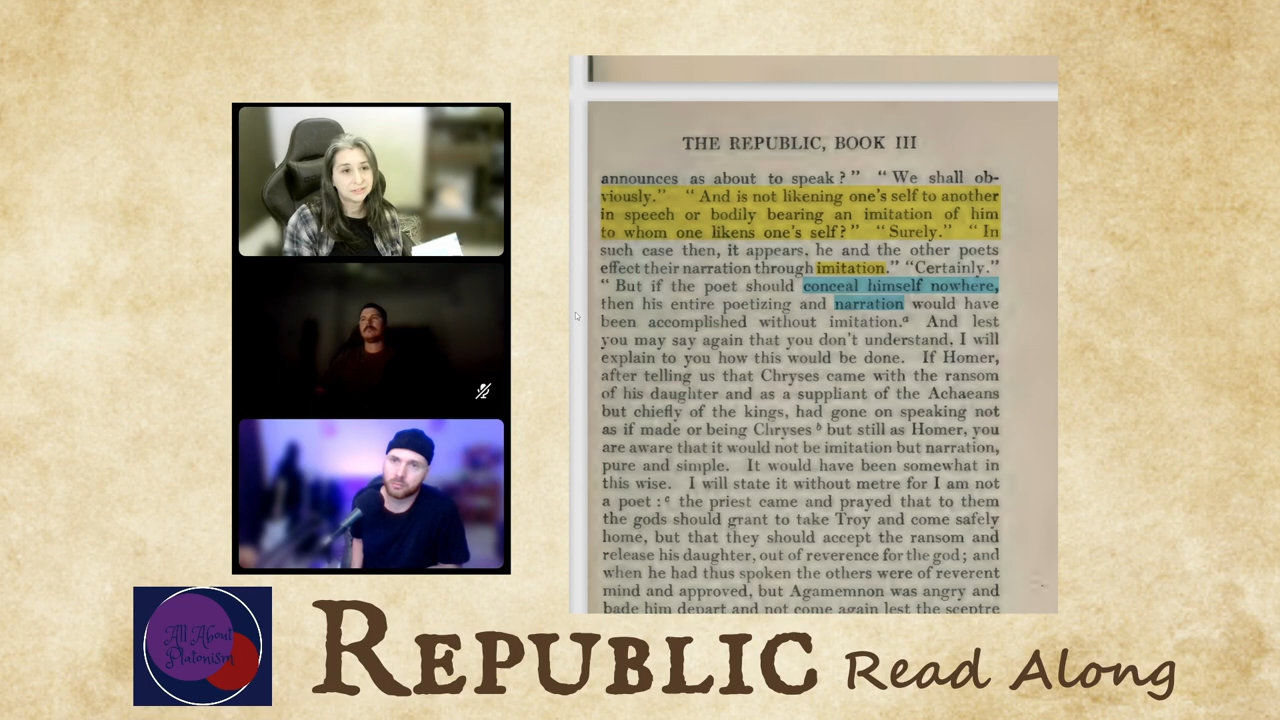 THE REPUBLIC, BOOK III
announces as about to speak?” “We shall ob-
viously.” “And is not likening one’s self to another
in speech or bodily bearing an imitation of him
to whom one likens one’s self?” “Surely.” “In
such case then, it appears, he and the other poets
effect their narration through imitation.” “Certainly.”
“But if the poet should conceal himself nowhere,
then his entire poetizing and narration would have
been accomplished without imitation.ᵃ And lest
you may say again that you don’t understand, I will
explain to you how this would be done. If Homer,
after telling us that Chryses came with the ransom
of his daughter and as a suppliant of the Achaeans
but chiefly of the kings, had gone on speaking not
as if made or being Chryses ᵇ but still as Homer, you
are aware that it would not be imitation but narration,
pure and simple. It would have been somewhat in
this wise. I will state it without metre for I am not
a poet :ᶜ the priest came and prayed that to them
the gods should grant to take Troy and come safely
home, but that they should accept the ransom and
release his daughter, out of reverence for the god; and
when he had thus spoken the others were of reverent
mind and approved, but Agamemnon was angry and
bade him depart and not come again lest the sceptre
All About
Platonism
REPUBLIC Read Along